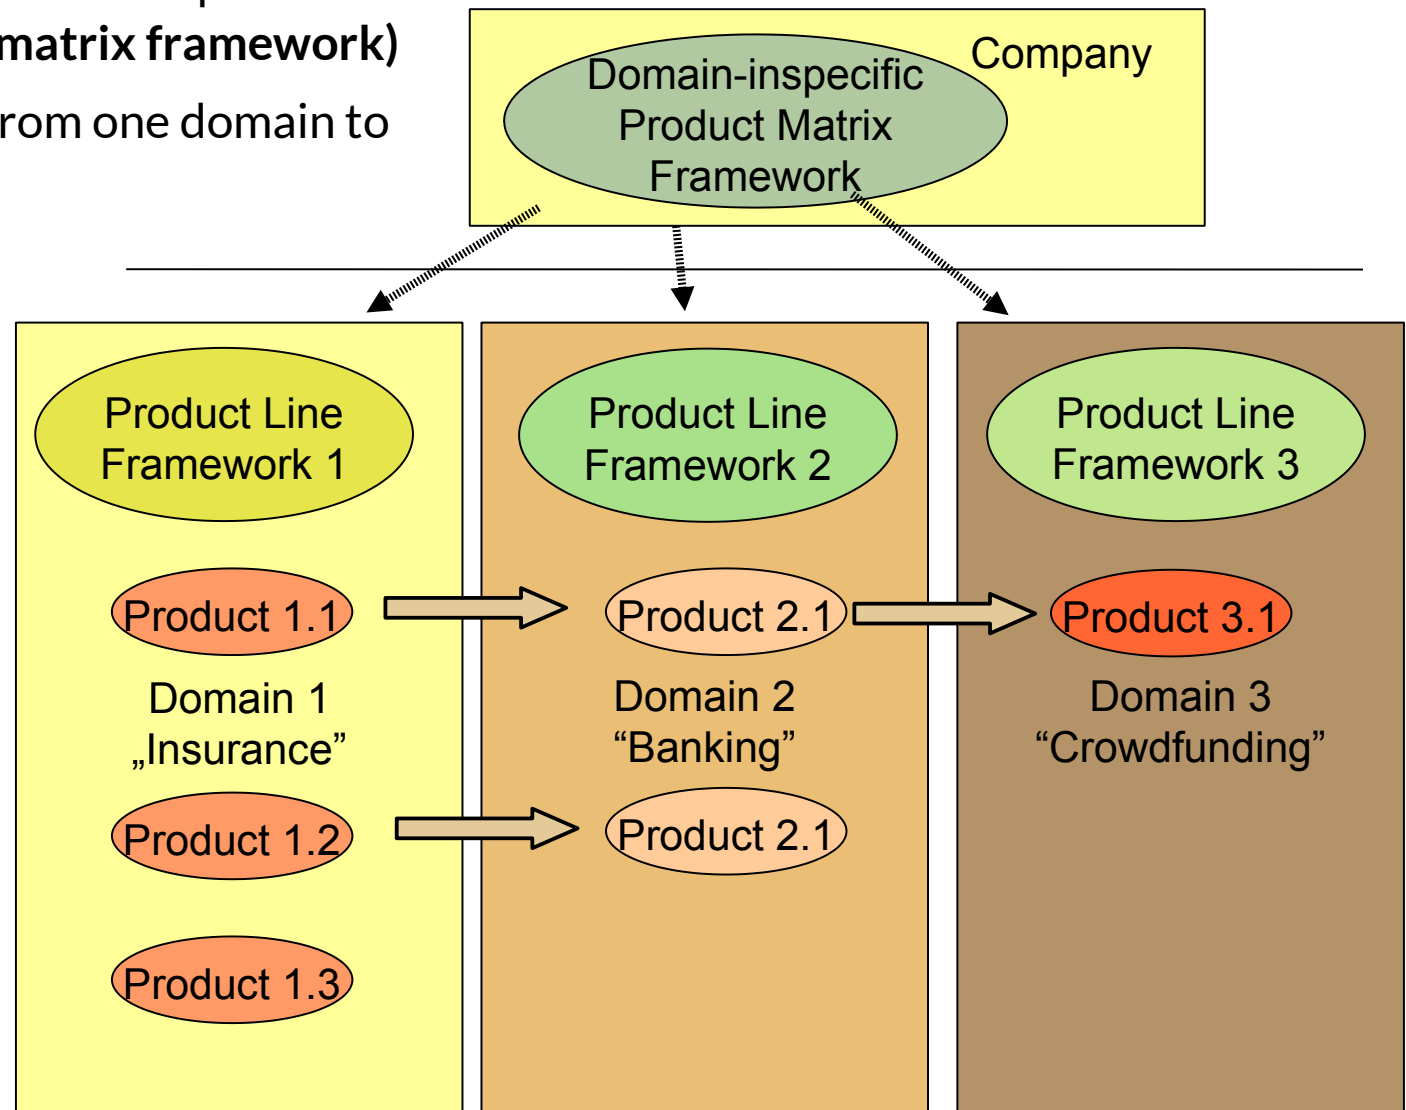 matrix framework)
from one domain to
Company
Domain-inspecific
Product Matrix
Framework
Product Line
Framework 1
Product Line
Framework 2
Product Line
Framework 3
Product 1.1
Product 2.1
Product 3.1
Domain 1
„Insurance”
Domain 2
“Banking”
Domain 3
“Crowdfunding”
Product 1.2
Product 2.1
Product 1.3